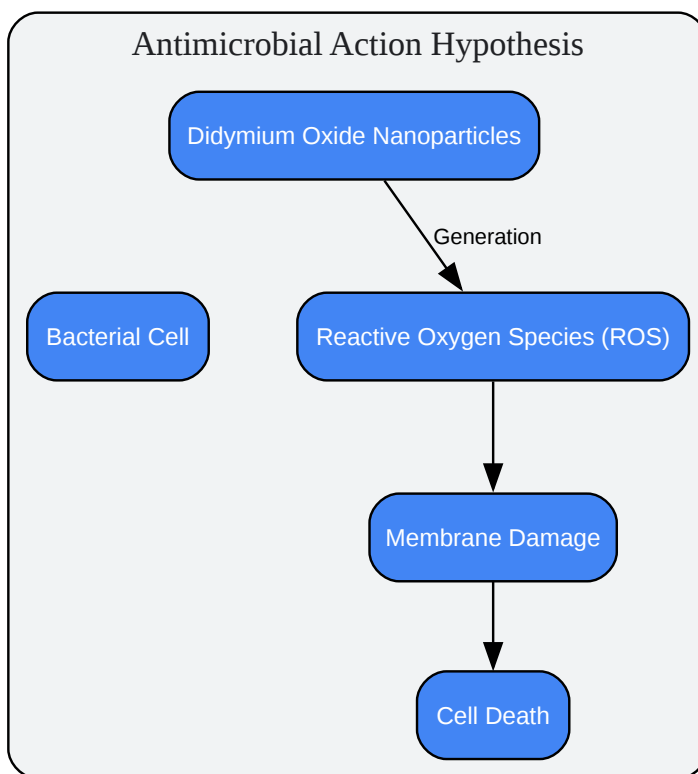 Antimicrobial Action Hypothesis
Didymium Oxide Nanoparticles
Generation
Bacterial Cell
Reactive Oxygen Species (ROS)
Membrane Damage
Cell Death